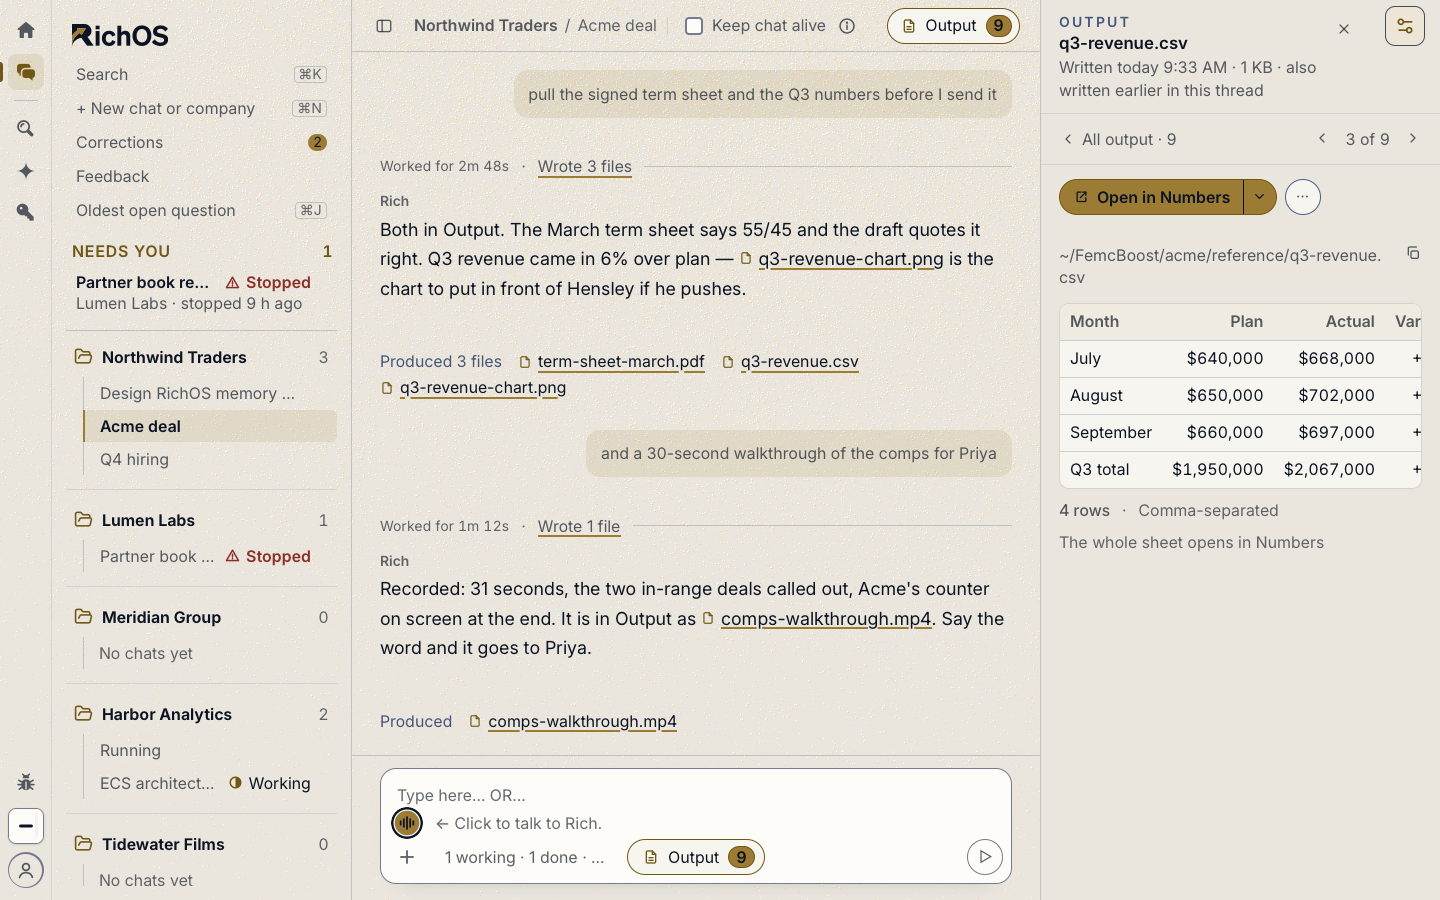 RichOS
Search ⌘K
+ New chat or company ⌘N
Corrections 2
Feedback
Oldest open question ⌘J
NEEDS YOU 1
Partner book re... Stopped
Lumen Labs · stopped 9 h ago
Northwind Traders 3
Design RichOS memory ...
Acme deal
Q4 hiring
Lumen Labs 1
Partner book ... Stopped
Meridian Group 0
No chats yet
Harbor Analytics 2
Running
ECS architect... Working
Tidewater Films 0
No chats yet
Northwind Traders / Acme deal
Keep chat alive
Output 9
pull the signed term sheet and the Q3 numbers before I send it
Worked for 2m 48s · Wrote 3 files
Rich
Both in Output. The March term sheet says 55/45 and the draft quotes it
right. Q3 revenue came in 6% over plan — q3-revenue-chart.png is the
chart to put in front of Hensley if he pushes.
Produced 3 files term-sheet-march.pdf q3-revenue.csv
q3-revenue-chart.png
and a 30-second walkthrough of the comps for Priya
Worked for 1m 12s · Wrote 1 file
Rich
Recorded: 31 seconds, the two in-range deals called out, Acme's counter
on screen at the end. It is in Output as comps-walkthrough.mp4. Say the
word and it goes to Priya.
Produced comps-walkthrough.mp4
Type here... OR...
← Click to talk to Rich.
1 working · 1 done · ...
Output 9
OUTPUT
q3-revenue.csv
Written today 9:33 AM · 1 KB · also
written earlier in this thread
All output · 9
3 of 9
Open in Numbers
~/FemcBoost/acme/reference/q3-revenue.
csv
Month Plan Actual Var
July $640,000 $668,000 +
August $650,000 $702,000 +
September $660,000 $697,000 +
Q3 total $1,950,000 $2,067,000 +
4 rows · Comma-separated
The whole sheet opens in Numbers